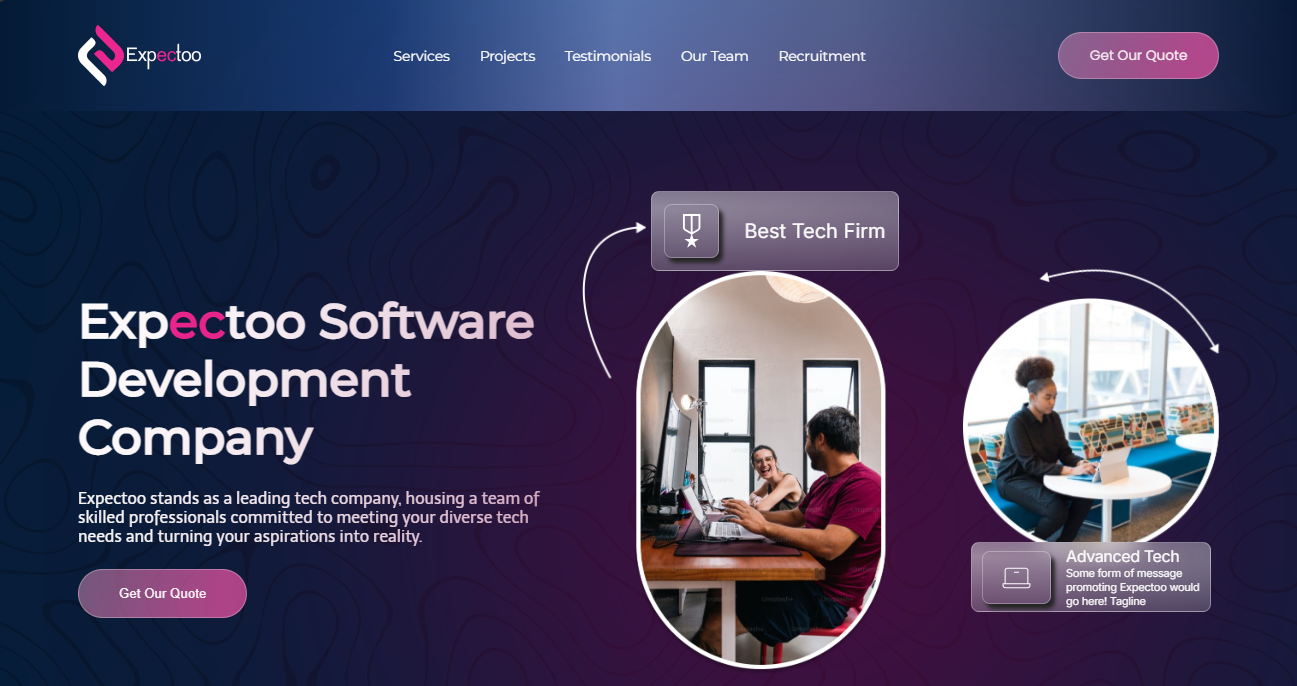 Expectoo
Services
Projects
Testimonials
Our Team
Recruitment
Get Our Quote
Best Tech Firm
Expectoo Software
Development
Company
Expectoo stands as a leading tech company, housing a team of
skilled professionals committed to meeting your diverse tech
needs and turning your aspirations into reality.
Get Our Quote
Advanced Tech
Some form of message
promoting Expectoo would
go here! Tagline